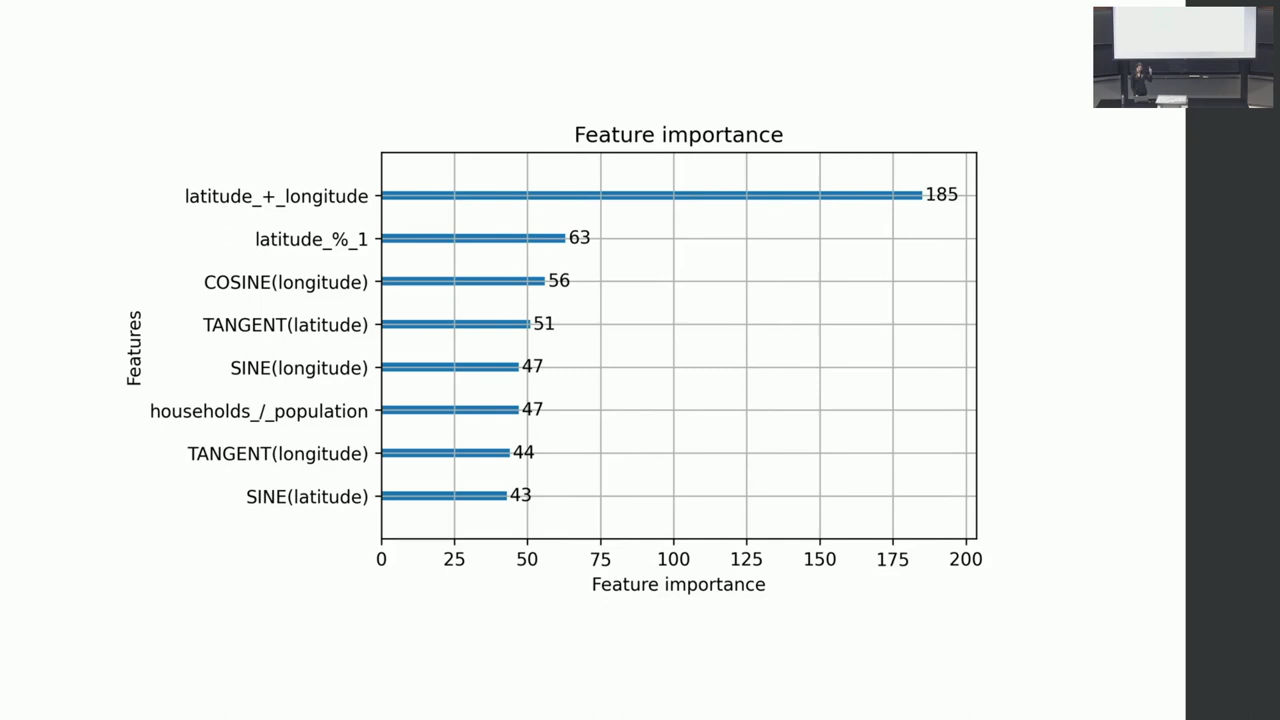 Feature importance
latitude_+_longitude
185
latitude_%_1
63
COSINE(longitude)
56
TANGENT(latitude)
51
SINE(longitude)
47
households_/_population
47
TANGENT(longitude)
44
SINE(latitude)
43
Features
0 25 50 75 100 125 150 175 200
Feature importance